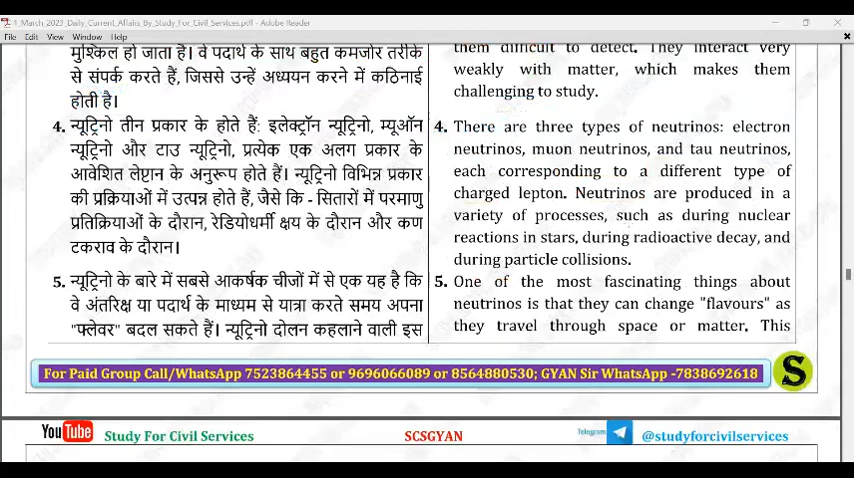 1_March_2023_Daily_Current_Affairs_By_Study_For_Civil_Services.pdf - Adobe Reader
File Edit View Window Help
मुश्किल हो जाता है। वे पदार्थ के साथ बहुत कमजोर तरीके
से संपर्क करते हैं, जिससे उन्हें अध्ययन करने में कठिनाई
होती है।
4. न्यूट्रिनो तीन प्रकार के होते हैं: इलेक्ट्रॉन न्यूट्रिनो, म्यूऑन
न्यूट्रिनो और टाउ न्यूट्रिनो, प्रत्येक एक अलग प्रकार के
आवेशित लेप्टान के अनुरूप होते हैं। न्यूट्रिनो विभिन्न प्रकार
की प्रक्रियाओं में उत्पन्न होते हैं, जैसे कि - सितारों में परमाणु
प्रतिक्रियाओं के दौरान, रेडियोधर्मी क्षय के दौरान और कण
टकराव के दौरान।
5. न्यूट्रिनो के बारे में सबसे आकर्षक चीजों में से एक यह है कि
वे अंतरिक्ष या पदार्थ के माध्यम से यात्रा करते समय अपना
"फ्लेवर" बदल सकते हैं। न्यूट्रिनो दोलन कहलाने वाली इस
them difficult to detect. They interact very
weakly with matter, which makes them
challenging to study.
4. There are three types of neutrinos: electron
neutrinos, muon neutrinos, and tau neutrinos,
each corresponding to a different type of
charged lepton. Neutrinos are produced in a
variety of processes, such as during nuclear
reactions in stars, during radioactive decay, and
during particle collisions.
5. One of the most fascinating things about
neutrinos is that they can change "flavours" as
they travel through space or matter. This
For Paid Group Call/WhatsApp 7523864455 or 9696066089 or 8564880530; GYAN Sir WhatsApp -7838692618
S
YouTube Study For Civil Services SCSGYAN Telegram @studyforcivilservices